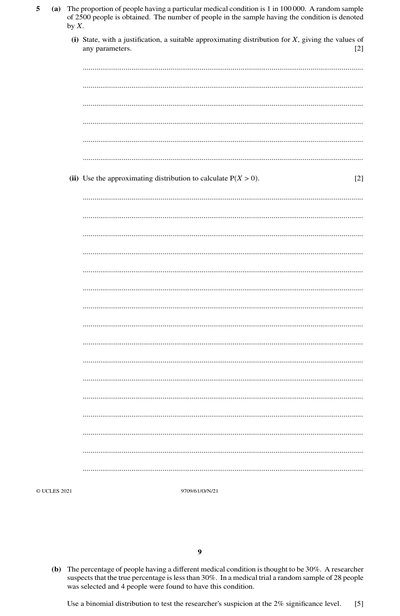 5 (a) The proportion of people having a particular medical condition is 1 in 100 000. A random sample
of 2500 people is obtained. The number of people in the sample having the condition is denoted
by X.
(i) State, with a justification, a suitable approximating distribution for X, giving the values of
any parameters. [2]
(ii) Use the approximating distribution to calculate P(X > 0). [2]
© UCLES 2021 9709/61/O/N/21
9
(b) The percentage of people having a different medical condition is thought to be 30%. A researcher
suspects that the true percentage is less than 30%. In a medical trial a random sample of 28 people
was selected and 4 people were found to have this condition.
Use a binomial distribution to test the researcher's suspicion at the 2% significance level. [5]